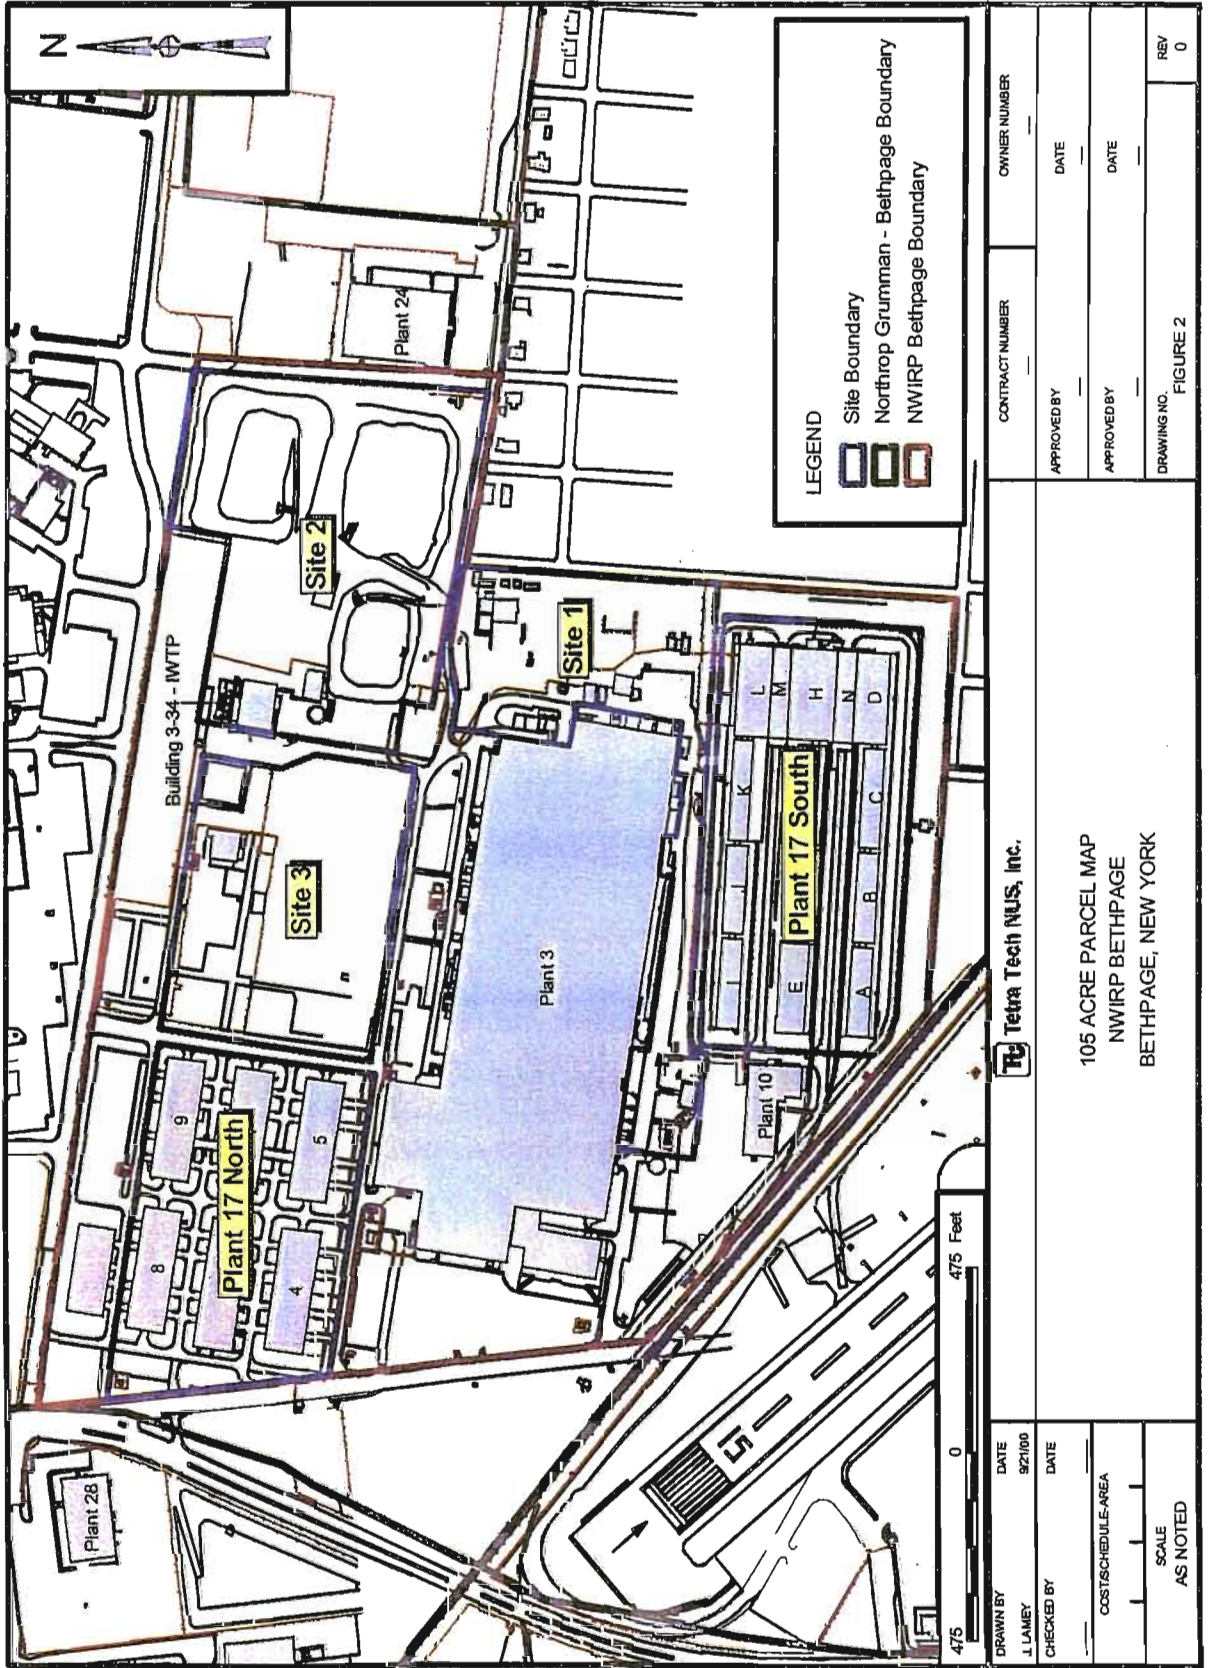 N
Plant 28
Plant 24
Building 3-34 - IWTP
Site 2
Site 3
Site 1
8
9
Plant 17 North
4
5
Plant 3
Plant 10
Plant 17 South
I
J
K
L
M
E
H
N
A
B
C
D
5
LEGEND
Site Boundary
Northrop Grumman - Bethpage Boundary
NWIRP Bethpage Boundary
475 0 475 Feet
DRAWN BY DATE
J. LAMEY 9/21/00
CHECKED BY DATE
COST/SCHEDULE-AREA
SCALE
AS NOTED
Tt Tetra Tech NUS, Inc.
105 ACRE PARCEL MAP
NWIRP BETHPAGE
BETHPAGE, NEW YORK
CONTRACT NUMBER OWNER NUMBER
APPROVED BY DATE
APPROVED BY DATE
DRAWING NO.
FIGURE 2
REV
0